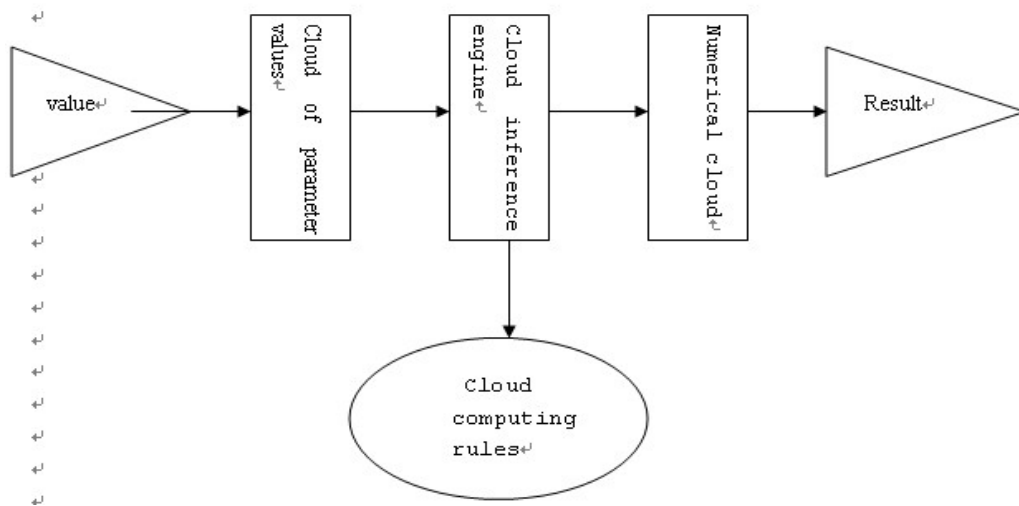 value
Cloud of parameter
values
Cloud inference
engine
Numerical cloud
Result
Cloud
computing
rules